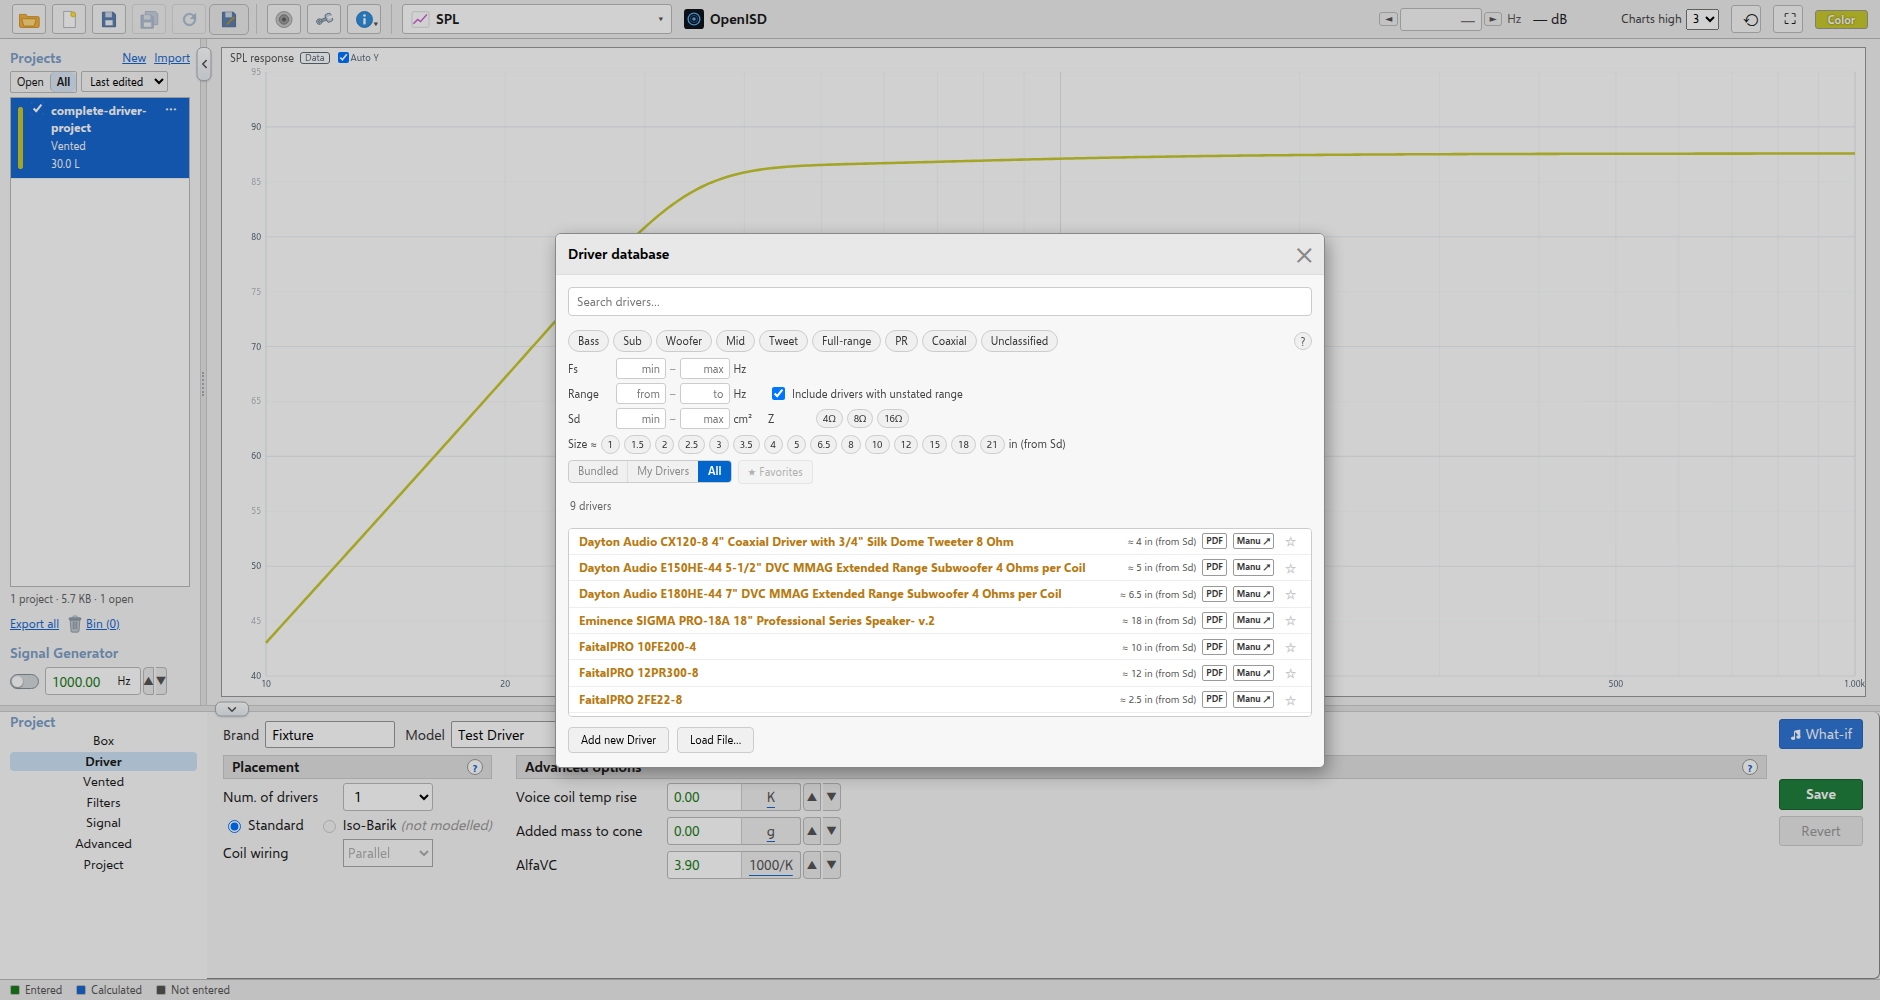 SPL
OpenISD
—
Hz
— dB
Charts high
3
Color
Projects
New
Import
Open
All
Last edited
complete-driver-project
Vented
30.0 L
1 project · 5.7 KB · 1 open
Export all
Bin (0)
Signal Generator
1000.00
Hz
SPL response
Data
Auto Y
95
90
85
80
75
70
65
60
55
50
45
40
10
20
500
1.00k
Driver database
Search drivers...
Bass
Sub
Woofer
Mid
Tweet
Full-range
PR
Coaxial
Unclassified
?
Fs
min – max Hz
Range
from – to Hz
Include drivers with unstated range
Sd
min – max cm²
Z
4Ω
8Ω
16Ω
Size ≈
1
1.5
2
2.5
3
3.5
4
5
6.5
8
10
12
15
18
21
in (from Sd)
Bundled
My Drivers
All
★ Favorites
9 drivers
Dayton Audio CX120-8 4" Coaxial Driver with 3/4" Silk Dome Tweeter 8 Ohm ≈ 4 in (from Sd) PDF Manu ↗ ☆
Dayton Audio E150HE-44 5-1/2" DVC MMAG Extended Range Subwoofer 4 Ohms per Coil ≈ 5 in (from Sd) PDF Manu ↗ ☆
Dayton Audio E180HE-44 7" DVC MMAG Extended Range Subwoofer 4 Ohms per Coil ≈ 6.5 in (from Sd) PDF Manu ↗ ☆
Eminence SIGMA PRO-18A 18" Professional Series Speaker- v.2 ≈ 18 in (from Sd) PDF Manu ↗ ☆
FaitalPRO 10FE200-4 ≈ 10 in (from Sd) PDF Manu ↗ ☆
FaitalPRO 12PR300-8 ≈ 12 in (from Sd) PDF Manu ↗ ☆
FaitalPRO 2FE22-8 ≈ 2.5 in (from Sd) PDF Manu ↗ ☆
Add new Driver
Load File...
Project
Box
Driver
Vented
Filters
Signal
Advanced
Project
Brand
Fixture
Model
Test Driver
Placement
?
Num. of drivers
1
Standard
Iso-Barik (not modelled)
Coil wiring
Parallel
Advanced options
?
Voice coil temp rise
0.00
K
Added mass to cone
0.00
g
AlfaVC
3.90
1000/K
What-if
Save
Revert
Entered
Calculated
Not entered